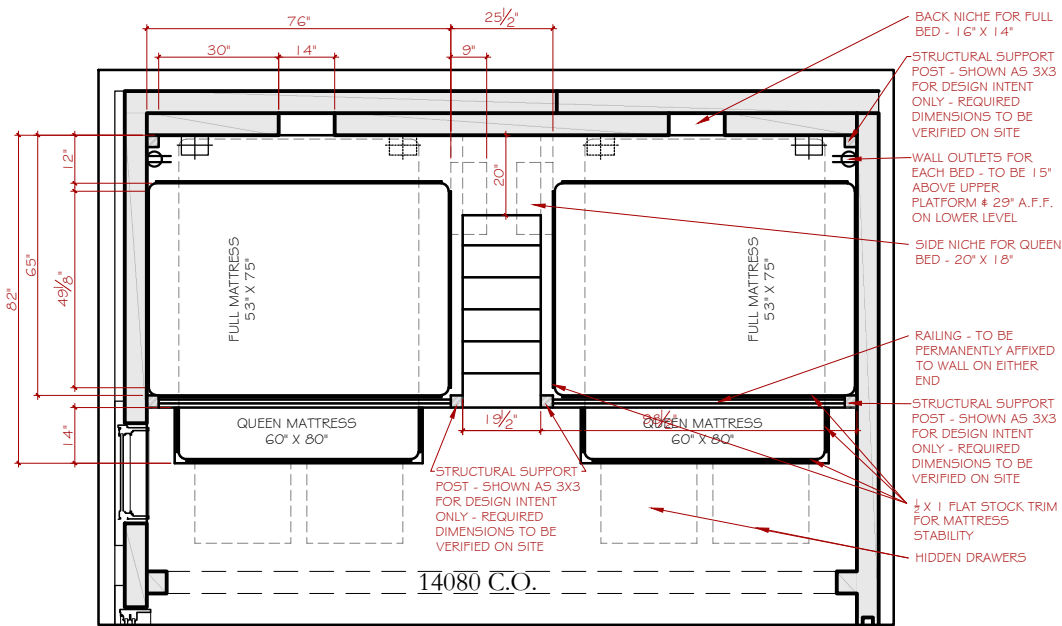 76"
25½"
30"
14"
9"
BACK NICHE FOR FULL
BED - 16" X 14"
STRUCTURAL SUPPORT
POST - SHOWN AS 3X3
FOR DESIGN INTENT
ONLY - REQUIRED
DIMENSIONS TO BE
VERIFIED ON SITE
WALL OUTLETS FOR
EACH BED - TO BE 15"
ABOVE UPPER
PLATFORM & 29" A.F.F.
ON LOWER LEVEL
SIDE NICHE FOR QUEEN
BED - 20" X 18"
RAILING - TO BE
PERMANENTLY AFFIXED
TO WALL ON EITHER
END
STRUCTURAL SUPPORT
POST - SHOWN AS 3X3
FOR DESIGN INTENT
ONLY - REQUIRED
DIMENSIONS TO BE
VERIFIED ON SITE
½ X 1 FLAT STOCK TRIM
FOR MATTRESS
STABILITY
HIDDEN DRAWERS
12"
20"
65"
82"
49⅛"
14"
FULL MATTRESS
53" X 75"
FULL MATTRESS
53" X 75"
19½"
QUEEN MATTRESS
60" X 80"
QUEEN MATTRESS
60" X 80"
STRUCTURAL SUPPORT
POST - SHOWN AS 3X3
FOR DESIGN INTENT
ONLY - REQUIRED
DIMENSIONS TO BE
VERIFIED ON SITE
14080 C.O.